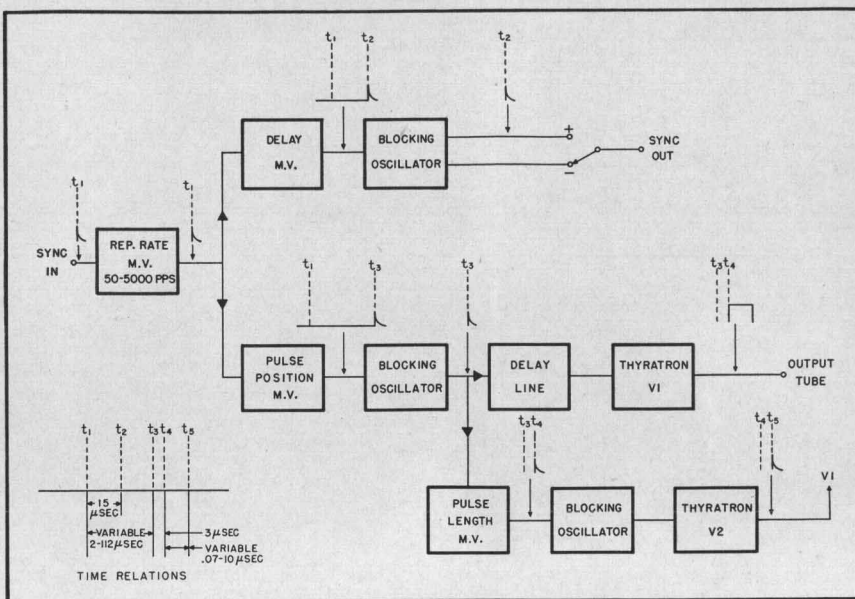 t₁
t₂
t₂
DELAY
M.V.
BLOCKING
OSCILLATOR
+
−
SYNC
OUT
t₁
t₁
SYNC
IN
REP. RATE
M.V.
50-5000 PPS
t₁
t₃
t₃
t₃ t₄
PULSE
POSITION
M.V.
BLOCKING
OSCILLATOR
DELAY
LINE
THYRATRON
V1
OUTPUT
TUBE
t₃ t₄
t₄ t₅
PULSE
LENGTH
M.V.
BLOCKING
OSCILLATOR
THYRATRON
V2
V1
t₁ t₂ t₃ t₄ t₅
15
μSEC
VARIABLE
2-112μSEC
3μSEC
VARIABLE
.07-10μSEC
TIME RELATIONS